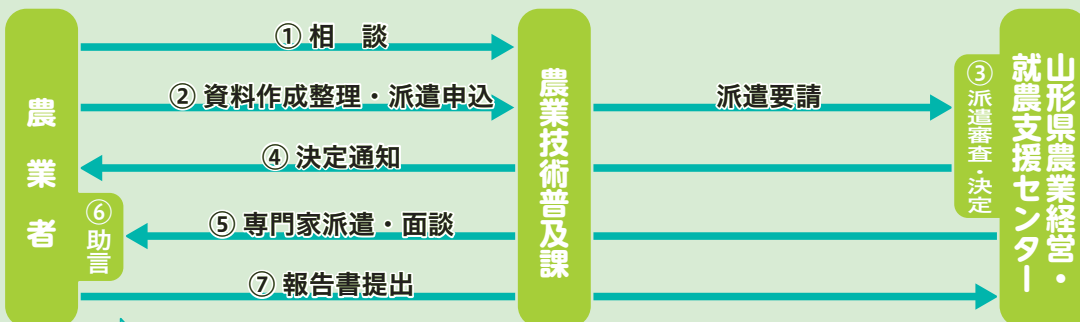 農業者
① 相　談
② 資料作成整理・派遣申込
④ 決定通知
⑤ 専門家派遣・面談
⑥助言
⑦ 報告書提出
農業技術普及課
派遣要請
③派遣審査・決定
山形県農業経営・
就農支援センター